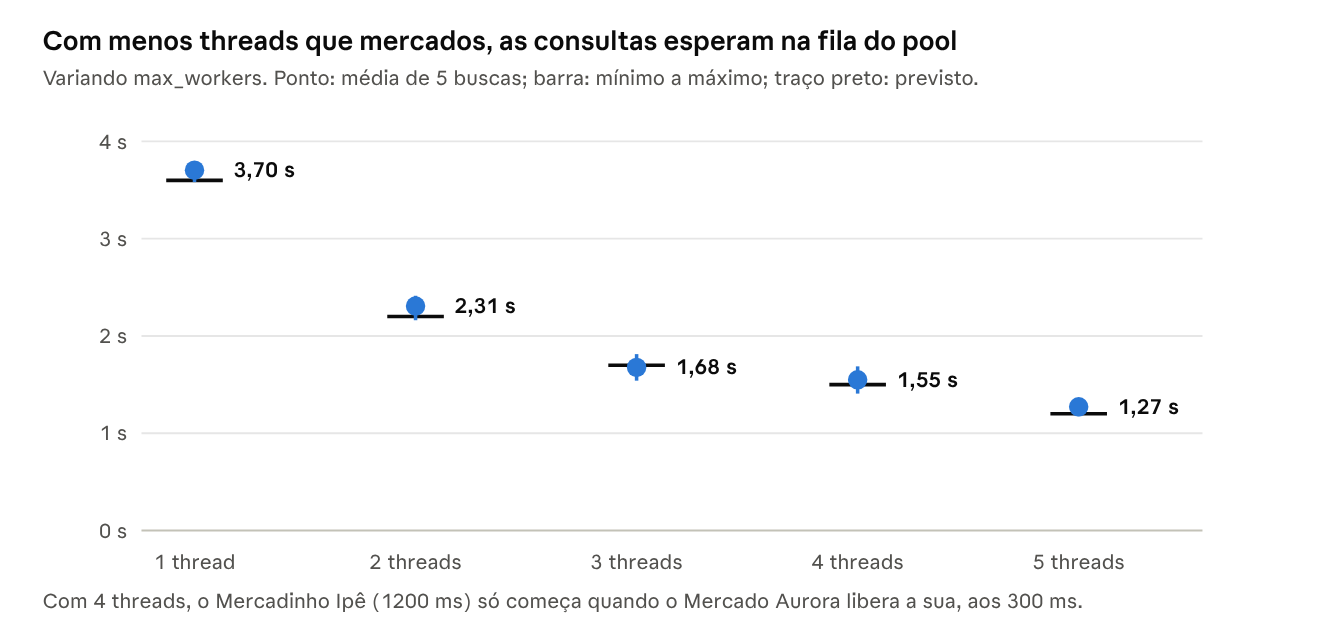 Com menos threads que mercados, as consultas esperam na fila do pool
Variando max_workers. Ponto: média de 5 buscas; barra: mínimo a máximo; traço preto: previsto.
4 s
3,70 s
3 s
2,31 s
2 s
1,68 s
1,55 s
1,27 s
1 s
0 s
1 thread
2 threads
3 threads
4 threads
5 threads
Com 4 threads, o Mercadinho Ipê (1200 ms) só começa quando o Mercado Aurora libera a sua, aos 300 ms.